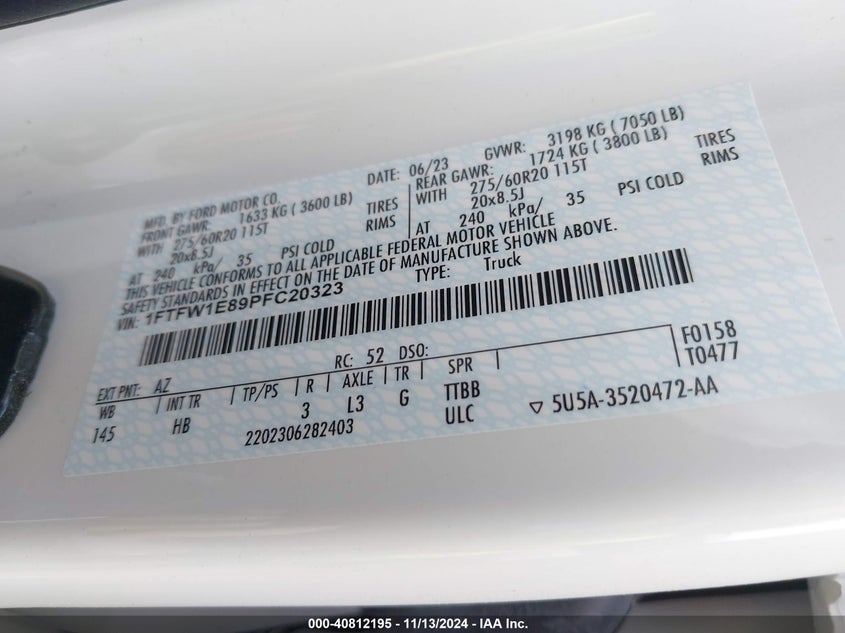 MFD. BY FORD MOTOR CO. DATE: 06/23 GVWR: 3198 KG ( 7050 LB)
FRONT GAWR: 1633 KG ( 3600 LB) REAR GAWR: 1724 KG ( 3800 LB)
WITH 275/60R20 115T TIRES WITH 275/60R20 115T TIRES
20x8.5J RIMS 20x8.5J RIMS
AT 240 kPa/ 35 PSI COLD AT 240 kPa/ 35 PSI COLD
THIS VEHICLE CONFORMS TO ALL APPLICABLE FEDERAL MOTOR VEHICLE
SAFETY STANDARDS IN EFFECT ON THE DATE OF MANUFACTURE SHOWN ABOVE.
VIN: 1FTFW1E89PFC20323 TYPE: Truck
F0158
RC: 52 DSO: T0477
EXT PNT: AZ
WB INT TR TP/PS R AXLE TR SPR
145 HB 3 L3 G TTBB
2202306282403 ULC ▽ 5U5A-3520472-AA
000-40812195 - 11/13/2024 - IAA Inc.